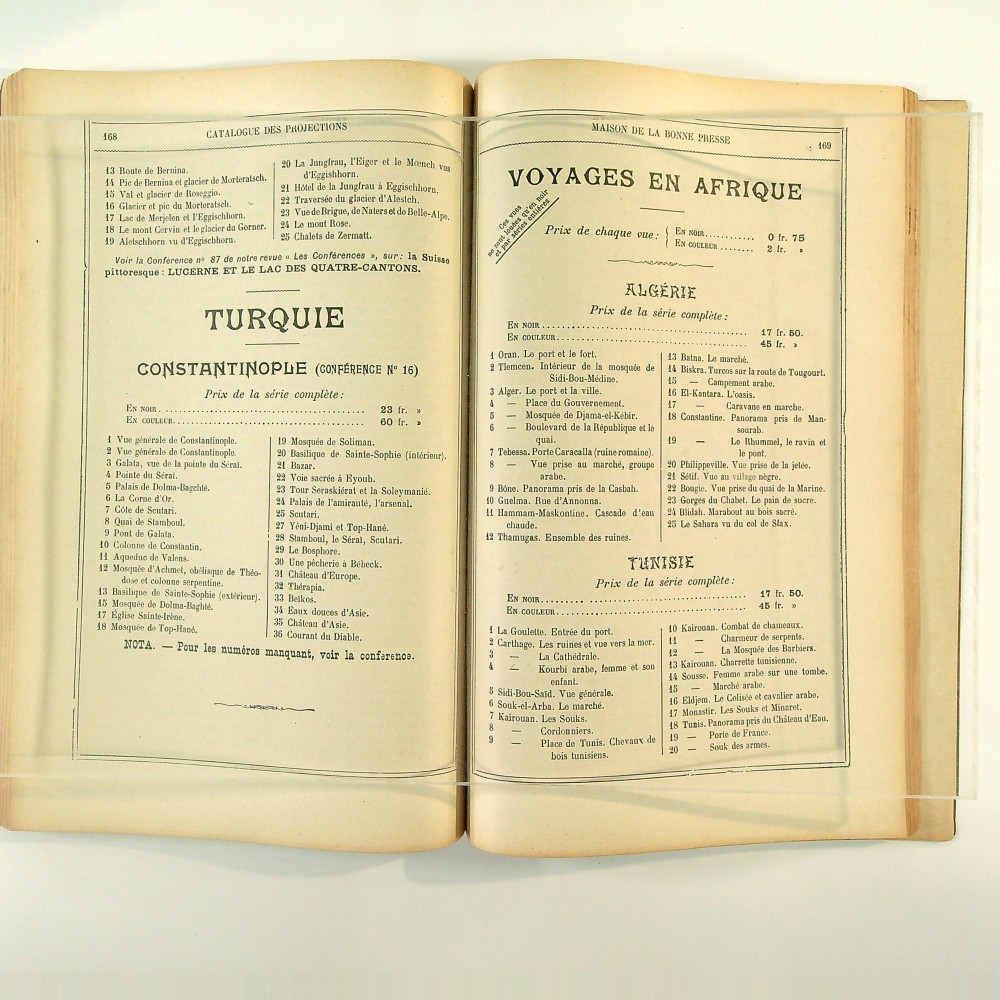 168
CATALOGUE DES PROJECTIONS
13 Route de Bernina.
14 Pic de Bernina et glacier de Morteratsch.
15 Val et glacier de Roseggio.
16 Glacier et pic du Morteratsch.
17 Lac de Merjelen et l'Eggischhorn.
18 Le mont Cervin et le glacier du Gorner.
19 Aletschhorn vu d'Eggischhorn.
20 La Jungfrau, l'Eiger et le Mœnch vus
d'Eggishhorn.
21 Hôtel de la Jungfrau à Eggischhorn.
22 Traversée du glacier d'Alestch.
23 Vue de Brigue, de Naters et de Belle-Alpe.
24 Le mont Rose.
25 Chalets de Zermatt.
Voir la Conférence nº 87 de notre revue « Les Conférences », sur : la Suisse
pittoresque : LUCERNE ET LE LAC DES QUATRE-CANTONS.
TURQUIE
CONSTANTINOPLE (CONFÉRENCE Nº 16)
Prix de la série complète :
EN NOIR. . . . . . . . . . 23 fr. »
EN COULEUR. . . . . . . . . . 60 fr. »
1 Vue générale de Constantinople.
2 Vue générale de Constantinople.
3 Galata, vue de la pointe du Séraï.
4 Pointe du Séraï.
5 Palais de Dolma-Bagchté.
6 La Corne d'Or.
7 Côte de Scutari.
8 Quai de Stamboul.
9 Pont de Galata.
10 Colonne de Constantin.
11 Aqueduc de Valens.
12 Mosquée d'Achmet, obélisque de Théo-
dose et colonne serpentine.
13 Basilique de Sainte-Sophie (extérieur).
15 Mosquée de Dolma-Baghté.
17 Église Sainte-Irène.
18 Mosquée de Top-Hané.
19 Mosquée de Soliman.
20 Basilique de Sainte-Sophie (intérieur).
21 Bazar.
22 Voie sacrée à Eyoub.
23 Tour Seraskiérat et la Soleymanié.
24 Palais de l'amirauté, l'arsenal.
25 Scutari.
27 Yéni-Djami et Top-Hané.
28 Stamboul, le Séraï, Scutari.
29 Le Bosphore.
30 Une pêcherie à Bébeck.
31 Château d'Europe.
32 Thérapia.
33 Beïkos.
34 Eaux douces d'Asie.
35 Château d'Asie.
36 Courant du Diable.
NOTA. — Pour les numéros manquant, voir la conférence.
MAISON DE LA BONNE PRESSE
169
VOYAGES EN AFRIQUE
Ces vues
ne sont louées qu'en noir
et par séries entières
Prix de chaque vue : { EN NOIR. . . . . . . . . . 0 fr. 75
EN COULEUR . . . . . . . . 2 fr. »
ALGÉRIE
Prix de la série complète :
EN NOIR . . . . . . . . . . 17 fr. 50.
EN COULEUR. . . . . . . . . . 45 fr. »
1 Oran. Le port et le fort.
2 Tlemcen. Intérieur de la mosquée de
Sidi-Bou-Médine.
3 Alger. Le port et la ville.
4 — Place du Gouvernement.
5 — Mosquée de Djama-el-Kébir.
6 — Boulevard de la République et le
quai.
7 Tebessa. Porte Caracalla (ruine romaine).
8 — Vue prise au marché, groupe
arabe.
9 Bône. Panorama pris de la Casbah.
10 Guelma. Rue d'Annonna.
11 Hammam-Maskontine. Cascade d'eau
chaude.
12 Thamugas. Ensemble des ruines.
13 Batna. Le marché.
14 Biskra. Turcos sur la route de Tougourt.
15 — Campement arabe.
16 El-Kantara. L'oasis.
17 — Caravane en marche.
18 Constantine. Panorama pris de Man-
sourab.
19 — Le Rhummel, le ravin et
le pont.
20 Philippeville. Vue prise de la jetée.
21 Sétif. Vue au village nègre.
22 Bougie. Vue prise du quai de la Marine.
23 Gorges du Chabet. Le pain de sucre.
24 Blidah. Marabout au bois sacré.
25 Le Sahara vu du col de Sfax.
TUNISIE
Prix de la série complète :
EN NOIR. . . . . . . . . . 17 fr. 50.
EN COULEUR. . . . . . . . . . 45 fr. »
1 La Goulette. Entrée du port.
2 Carthage. Les ruines et vue vers la mer.
3 — La Cathédrale.
4 — Kourbi arabe, femme et son
enfant.
5 Sidi-Bou-Saïd. Vue générale.
6 Souk-el-Arba. Le marché.
7 Kairouan. Les Souks.
8 — Cordonniers.
9 — Place de Tunis. Chevaux de
bois tunisiens.
10 Kairouan. Combat de chameaux.
11 — Charmeur de serpents.
12 — La Mosquée des Barbiers.
13 Kairouan. Charrette tunisienne.
14 Sousse. Femme arabe sur une tombe.
15 — Marché arabe.
16 Eldjem. Le Colisée et cavalier arabe.
17 Monastir. Les Souks et Minaret.
18 Tunis. Panorama pris du Château d'Eau.
19 — Porte de France.
20 — Souk des armes.